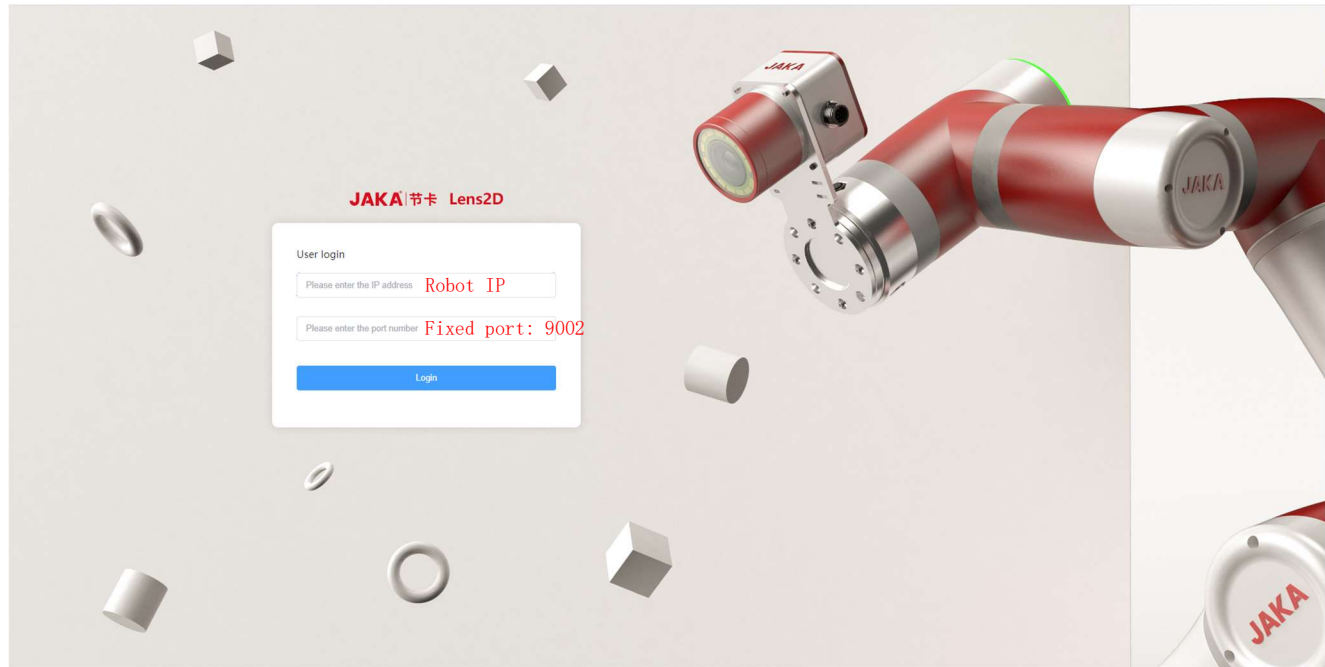 JAKA
JAKA 节卡 Lens2D
JAKA
User login
Please enter the IP address Robot IP
Please enter the port number Fixed port: 9002
Login
JAKA